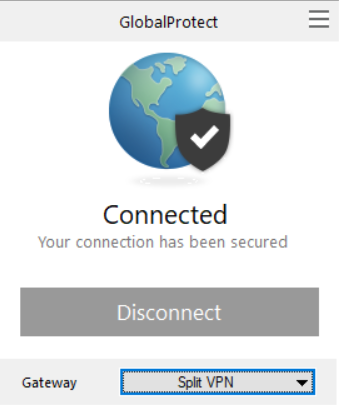 GlobalProtect
Connected
Your connection has been secured
Disconnect
Gateway Split VPN